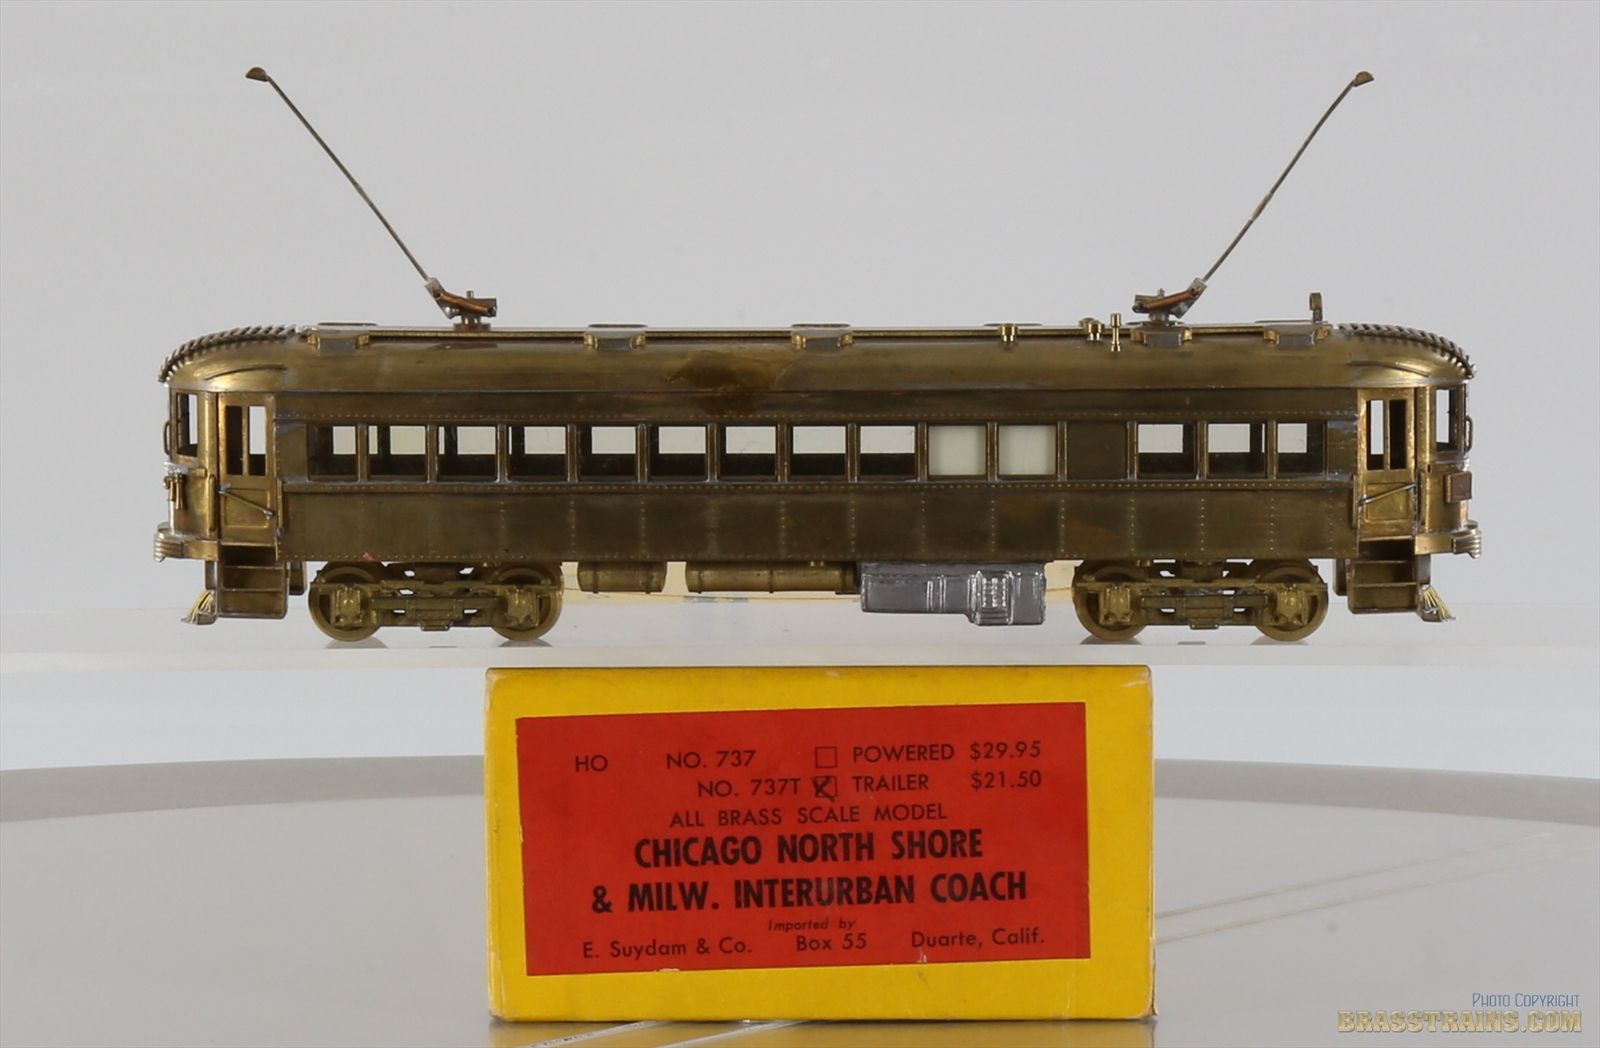 HO NO. 737 ☐ POWERED $29.95
NO. 737T ☒ TRAILER $21.50
ALL BRASS SCALE MODEL
CHICAGO NORTH SHORE
& MILW. INTERURBAN COACH
Imported by
E. Suydam & Co. Box 55 Duarte, Calif.
PHOTO COPYRIGHT
BRASSTRAINS.COM